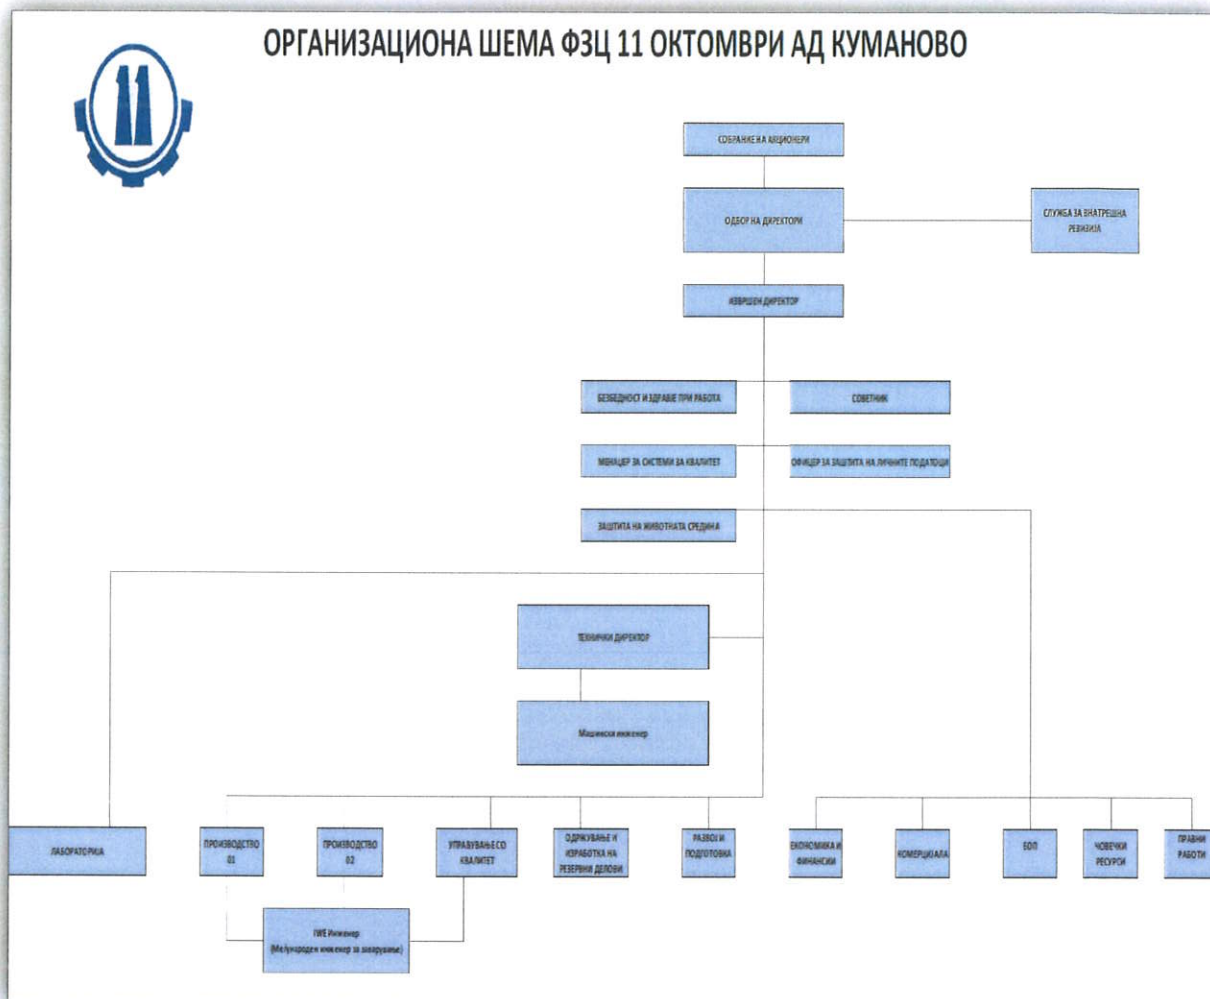 ОРГАНИЗАЦИОНА ШЕМА ФЗЦ 11 ОКТОМВРИ АД КУМАНОВО
11
СОБРАНИЕ НА АКЦИОНЕРИ
ОДБОР НА ДИРЕКТОРИ
СЛУЖБА ЗА ВНАТРЕШНА
РЕВИЗИЈА
ИЗВРШЕН ДИРЕКТОР
БЕЗБЕДНОСТ И ЗДРАВЈЕ ПРИ РАБОТА
СОВЕТНИК
МЕНАЏЕР ЗА СИСТЕМИ ЗА КВАЛИТЕТ
ОФИЦЕР ЗА ЗАШТИТА НА ЛИЧНИТЕ ПОДАТОЦИ
ЗАШТИТА НА ЖИВОТНАТА СРЕДИНА
ТЕХНИЧКИ ДИРЕКТОР
Машински инженер
ЛАБОРАТОРИЈА
ПРОИЗВОДСТВО
01
ПРОИЗВОДСТВО
02
УПРАВУВАЊЕ СО
КВАЛИТЕТ
ОДРЖУВАЊЕ И
ИЗРАБОТКА НА
РЕЗЕРВНИ ДЕЛОВИ
РАЗВОЈ И
ПОДГОТОВКА
ЕКОНОМИКА И
ФИНАНСИИ
КОМЕРЦИЈАЛА
БОП
ЧОВЕЧКИ
РЕСУРСИ
ПРАВНИ
РАБОТИ
IWE Инженер
(Меѓународен инженер за заварување)